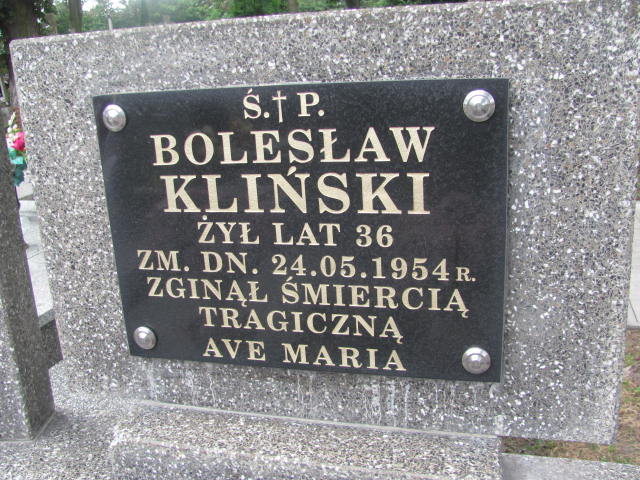 Ś.†P.
BOLESŁAW
KLIŃSKI
ŻYŁ LAT 36
ZM. DN. 24.05.1954 R.
ZGINĄŁ ŚMIERCIĄ
TRAGICZNĄ
AVE MARIA